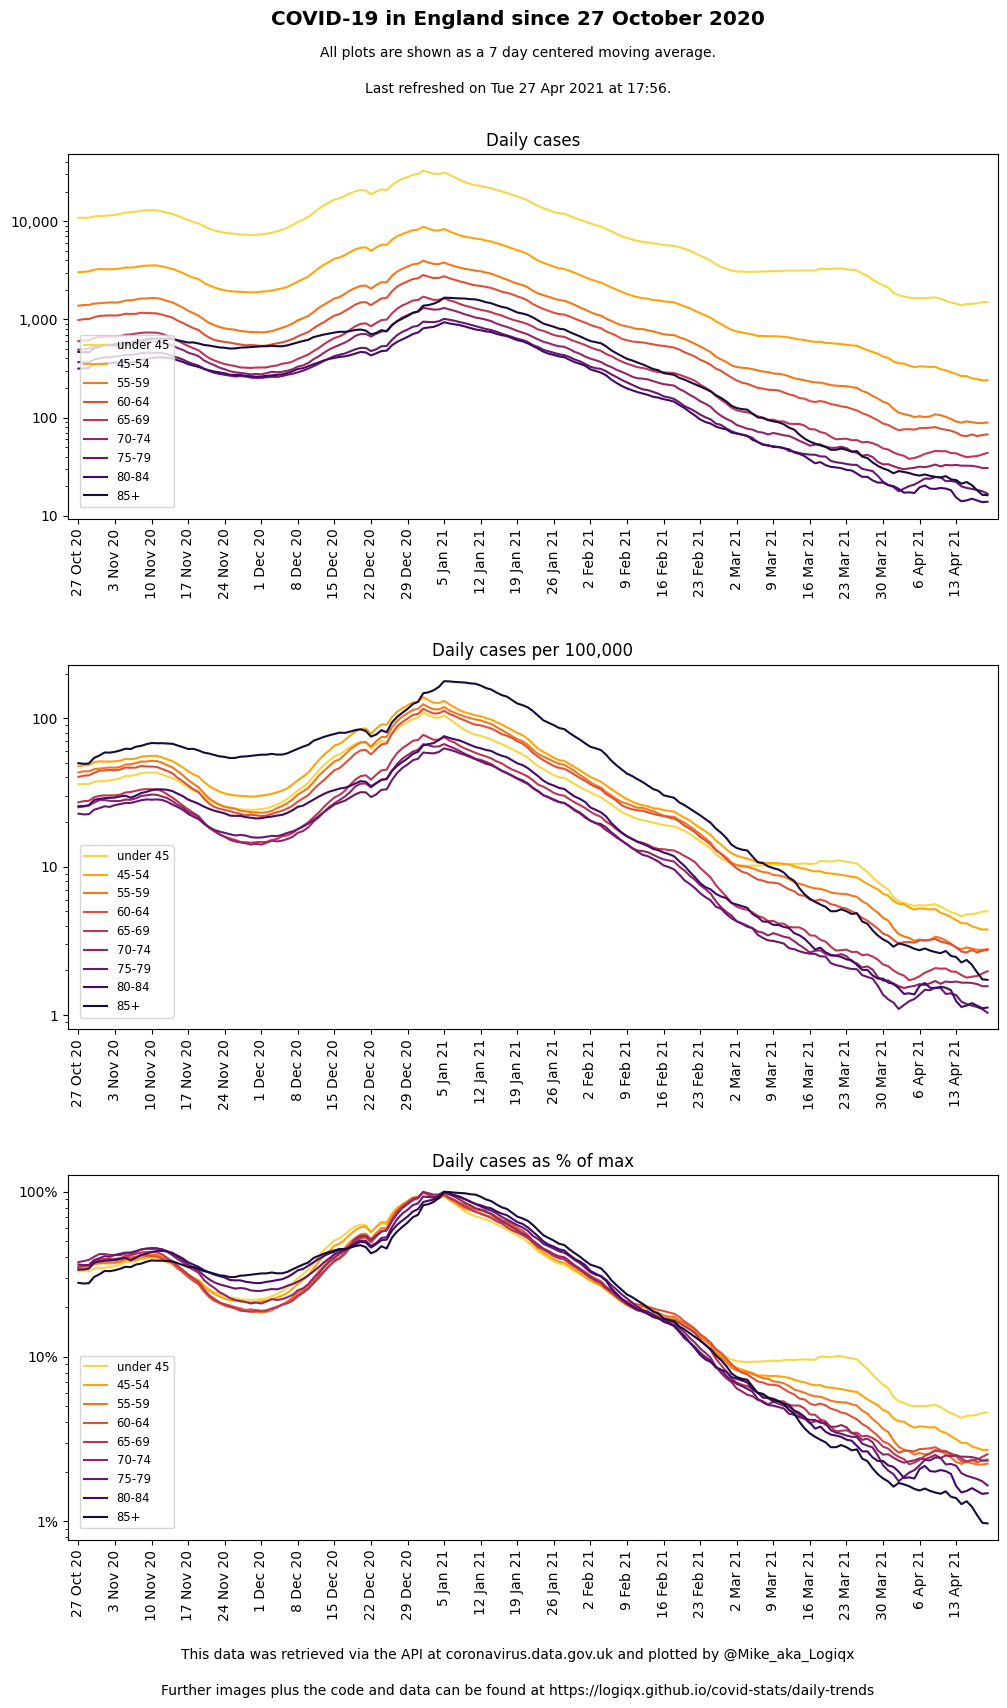 COVID-19 in England since 27 October 2020
All plots are shown as a 7 day centered moving average.
Last refreshed on Tue 27 Apr 2021 at 17:56.
Daily cases
10,000
1,000
100
10
under 45
45-54
55-59
60-64
65-69
70-74
75-79
80-84
85+
27 Oct 20
3 Nov 20
10 Nov 20
17 Nov 20
24 Nov 20
1 Dec 20
8 Dec 20
15 Dec 20
22 Dec 20
29 Dec 20
5 Jan 21
12 Jan 21
19 Jan 21
26 Jan 21
2 Feb 21
9 Feb 21
16 Feb 21
23 Feb 21
2 Mar 21
9 Mar 21
16 Mar 21
23 Mar 21
30 Mar 21
6 Apr 21
13 Apr 21
Daily cases per 100,000
100
10
1
under 45
45-54
55-59
60-64
65-69
70-74
75-79
80-84
85+
27 Oct 20
3 Nov 20
10 Nov 20
17 Nov 20
24 Nov 20
1 Dec 20
8 Dec 20
15 Dec 20
22 Dec 20
29 Dec 20
5 Jan 21
12 Jan 21
19 Jan 21
26 Jan 21
2 Feb 21
9 Feb 21
16 Feb 21
23 Feb 21
2 Mar 21
9 Mar 21
16 Mar 21
23 Mar 21
30 Mar 21
6 Apr 21
13 Apr 21
Daily cases as % of max
100%
10%
1%
under 45
45-54
55-59
60-64
65-69
70-74
75-79
80-84
85+
27 Oct 20
3 Nov 20
10 Nov 20
17 Nov 20
24 Nov 20
1 Dec 20
8 Dec 20
15 Dec 20
22 Dec 20
29 Dec 20
5 Jan 21
12 Jan 21
19 Jan 21
26 Jan 21
2 Feb 21
9 Feb 21
16 Feb 21
23 Feb 21
2 Mar 21
9 Mar 21
16 Mar 21
23 Mar 21
30 Mar 21
6 Apr 21
13 Apr 21
This data was retrieved via the API at coronavirus.data.gov.uk and plotted by @Mike_aka_Logiqx
Further images plus the code and data can be found at https://logiqx.github.io/covid-stats/daily-trends